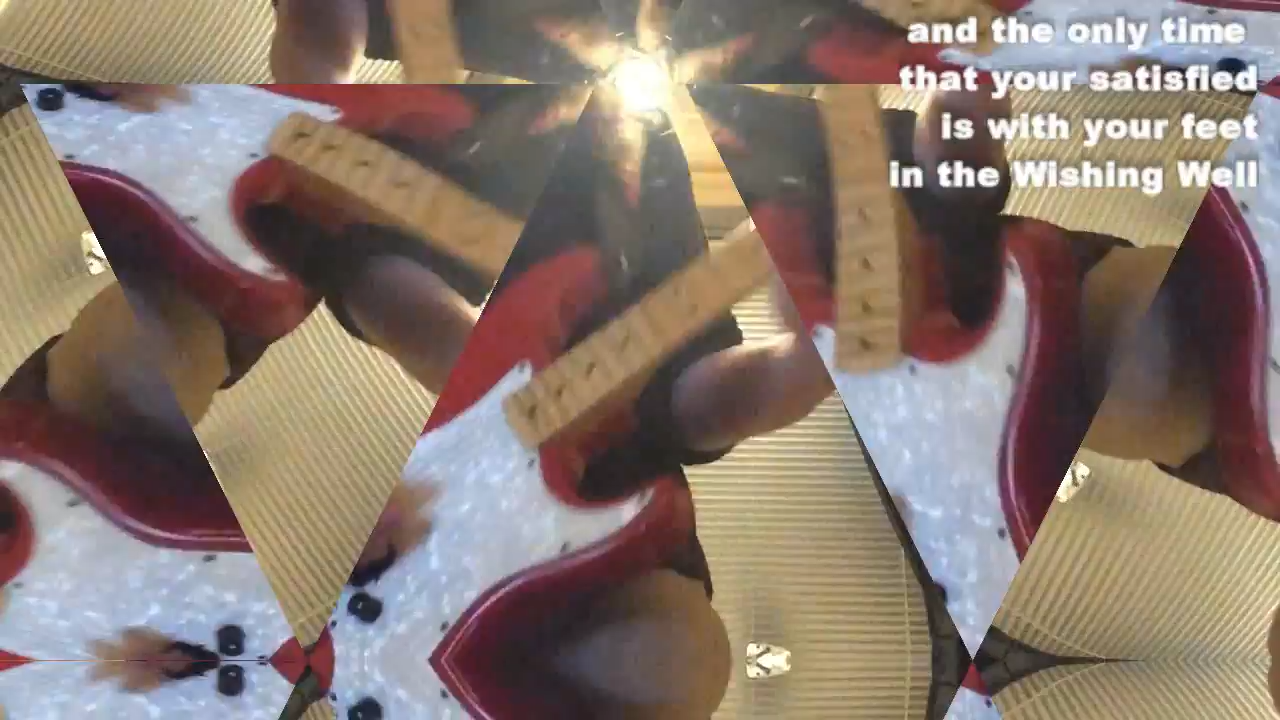 and the only time
that your satisfied
is with your feet
in the Wishing Well